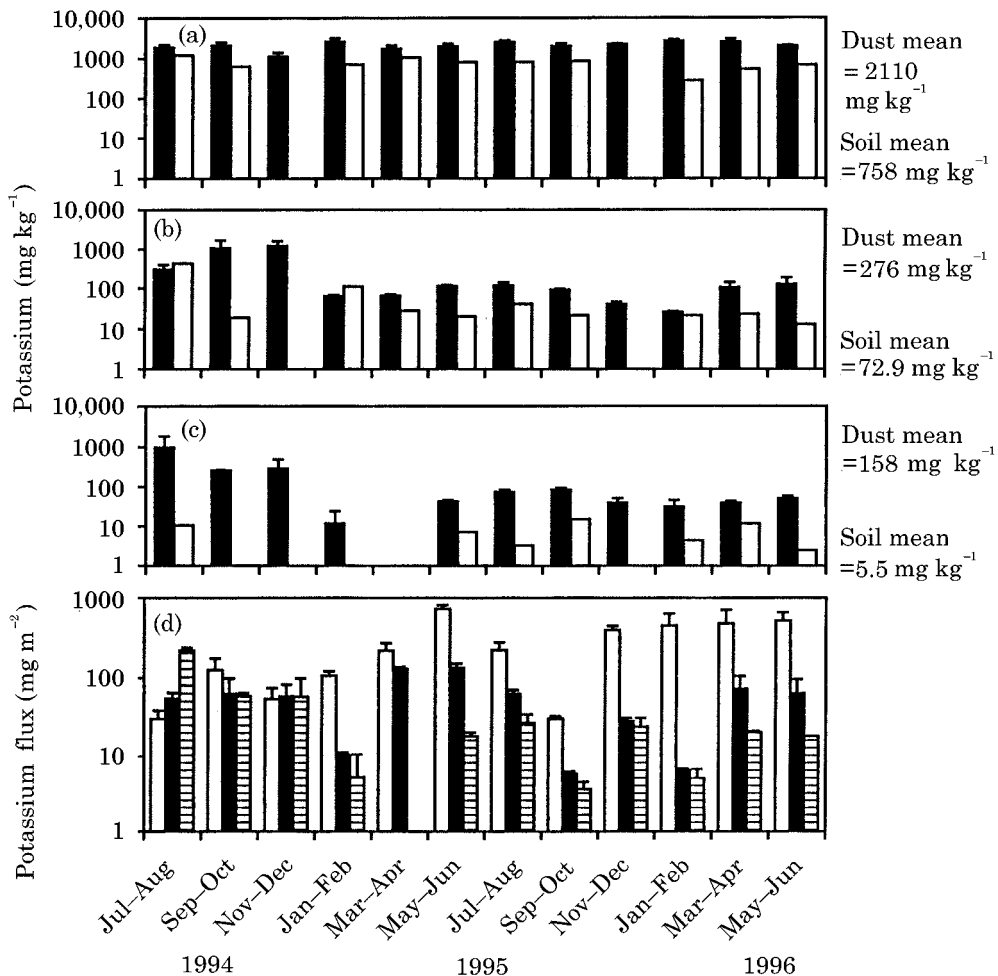 Potassium (mg kg⁻¹)
10,000
1000
100
10
1
(a)
Dust mean
= 2110
mg kg⁻¹
Soil mean
=758 mg kg⁻¹
10,000
1000
100
10
1
(b)
Dust mean
=276 mg kg⁻¹
Soil mean
=72.9 mg kg⁻¹
10,000
1000
100
10
1
(c)
Dust mean
=158 mg kg⁻¹
Soil mean
=5.5 mg kg⁻¹
Potassium flux (mg m⁻²)
1000
100
10
1
(d)
Jul–Aug
Sep–Oct
Nov–Dec
Jan–Feb
Mar–Apr
May–Jun
Jul–Aug
Sep–Oct
Nov–Dec
Jan–Feb
Mar–Apr
May–Jun
1994
1995
1996